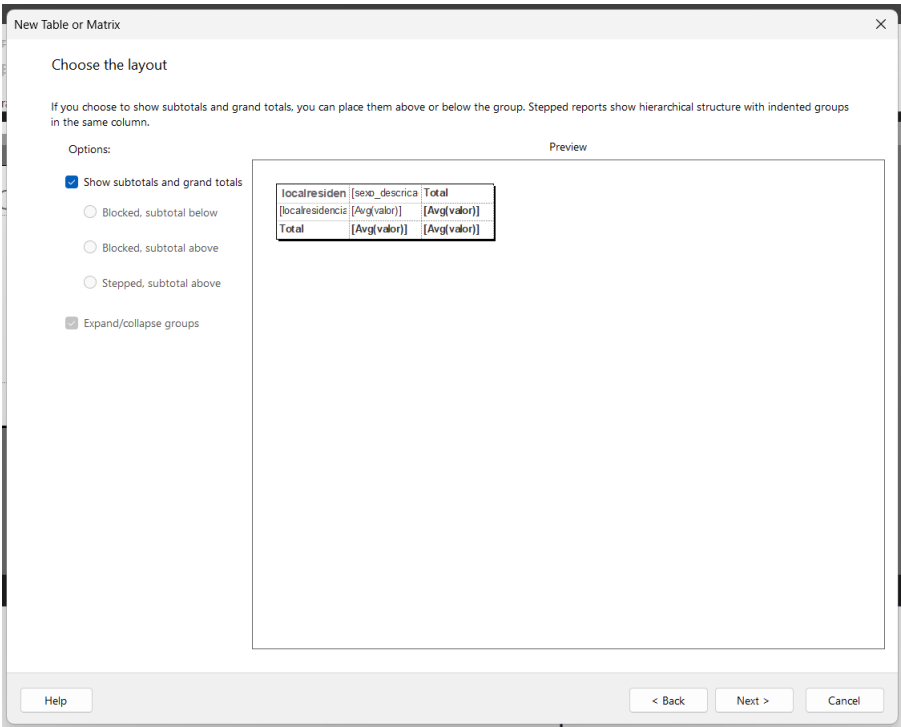 New Table or Matrix
Choose the layout
If you choose to show subtotals and grand totals, you can place them above or below the group. Stepped reports show hierarchical structure with indented groups
in the same column.
Options:
Preview
Show subtotals and grand totals
Blocked, subtotal below
Blocked, subtotal above
Stepped, subtotal above
Expand/collapse groups
localresiden [sexo_descrica Total
[localresidencia [Avg(valor)] [Avg(valor)]
Total [Avg(valor)] [Avg(valor)]
Help
< Back
Next >
Cancel